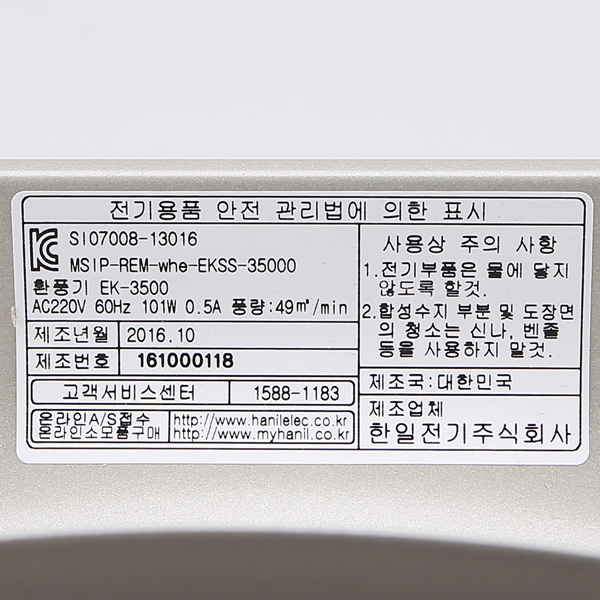 전기용품 안전 관리법에 의한 표시
SI07008-13016
MSIP-REM-whe-EKSS-35000
환풍기 EK-3500
AC220V 60Hz 101W 0.5A 풍량:49㎥/min
제조년월 2016.10
제조번호 161000118
고객서비스센터 1588-1183
온라인A/S접수 http://www.hanilelec.co.kr
온라인소모품구매 http://www.myhanil.co.kr
사용상 주의 사항
1.전기부품은 물에 닿지
않도록 할것.
2.합성수지 부분 및 도장면
의 청소는 신나, 벤졸
등을 사용하지 말것.
제조국:대한민국
제조업체
한일전기주식회사